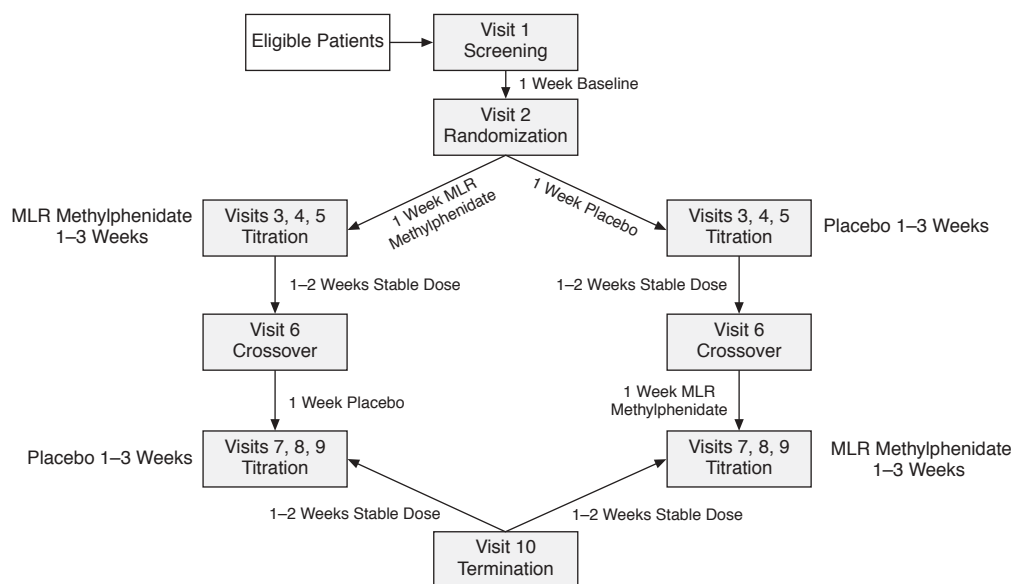 Eligible Patients
Visit 1
Screening
1 Week Baseline
Visit 2
Randomization
1 Week MLR
Methylphenidate
1 Week Placebo
MLR Methylphenidate
1–3 Weeks
Visits 3, 4, 5
Titration
Visits 3, 4, 5
Titration
Placebo 1–3 Weeks
1–2 Weeks Stable Dose
1–2 Weeks Stable Dose
Visit 6
Crossover
Visit 6
Crossover
1 Week Placebo
1 Week MLR
Methylphenidate
Placebo 1–3 Weeks
Visits 7, 8, 9
Titration
Visits 7, 8, 9
Titration
MLR Methylphenidate
1–3 Weeks
1–2 Weeks Stable Dose
1–2 Weeks Stable Dose
Visit 10
Termination